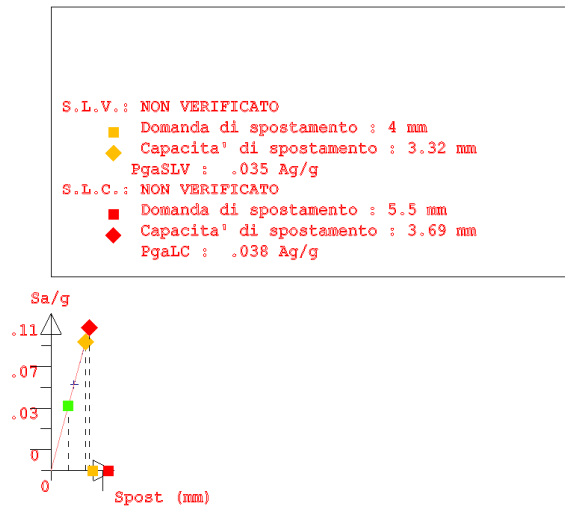 S.L.V.: NON VERIFICATO
Domanda di spostamento : 4 mm
Capacita' di spostamento : 3.32 mm
PgaSLV : .035 Ag/g
S.L.C.: NON VERIFICATO
Domanda di spostamento : 5.5 mm
Capacita' di spostamento : 3.69 mm
PgaLC : .038 Ag/g
Sa/g
.11
.07
.03
0
0
Spost (mm)